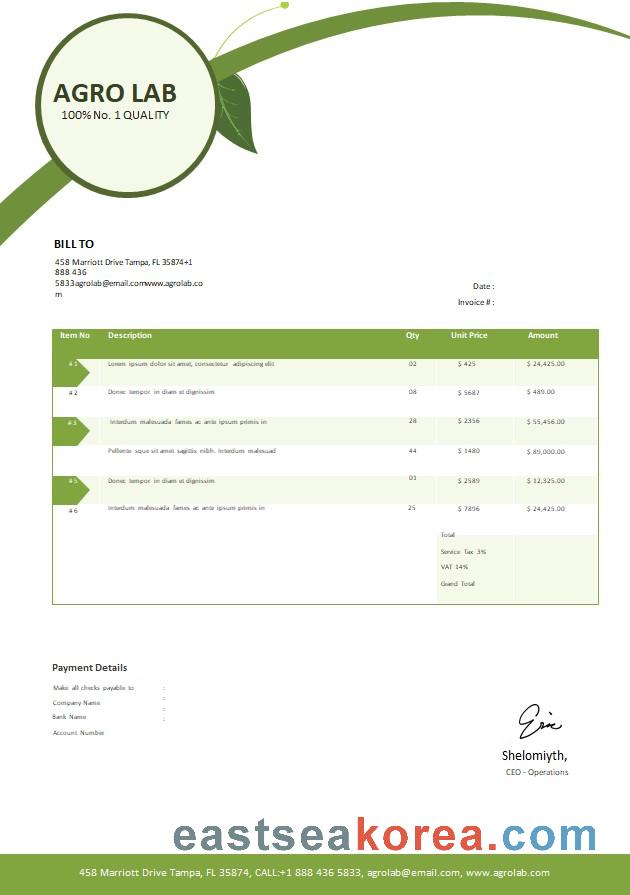 AGRO LAB
100% No. 1 QUALITY
BILL TO
458 Marriott Drive Tampa, FL 35874+1
888 436
5833agrolab@email.comwww.agrolab.co
m
Date :
Invoice # :
Item No Description Qty Unit Price Amount
# 1 Lorem ipsum dolor sit amet, consectetur adipiscing elit 02 $ 425 $ 24,425.00
# 2 Donec tempor in diam et dignissim 08 $ 5687 $ 489.00
# 3 Interdum malesuada fames ac ante ipsum primis in 28 $ 2356 $ 55,456.00
Pellente sque sit amet sagittis nibh. Interdum malesuad 44 $ 1480 $ 89,000.00
# 5 Donec tempor in diam et dignissim 01 $ 2589 $ 12,325.00
# 6 Interdum malesuada fames ac ante ipsum primis in 25 $ 7896 $ 24,425.00
Total
Service Tax 3%
VAT 14%
Grand Total
Payment Details
Make all checks payable to :
Company Name :
Bank Name :
Account Number :
Eric
Shelomiyth,
CEO - Operations
eastseakorea.com
458 Marriott Drive Tampa, FL 35874, CALL:+1 888 436 5833, agrolab@email.com, www.agrolab.com